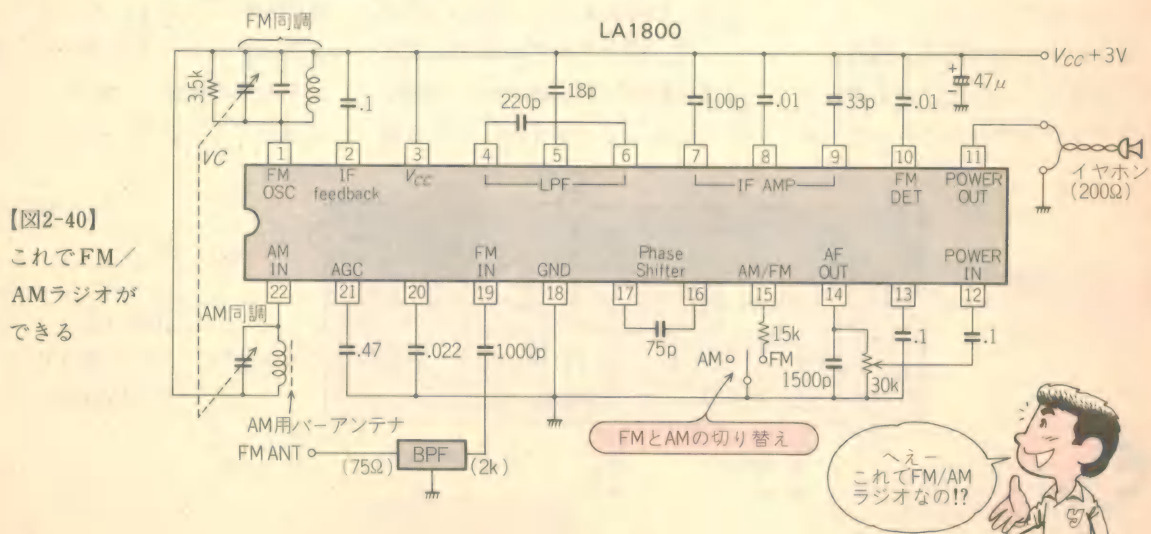 FM同調
LA1800
VCC+3V
3.5k
.1
220p
18p
100p
.01
33p
.01
+
-
47μ
VC
1
2
3
4
5
6
7
8
9
10
11
FM OSC
IF feedback
VCC
LPF
IF AMP
FM DET
POWER OUT
イヤホン
(200Ω)
【図2-40】
これでFM/
AMラジオが
できる
AM IN
AGC
FM IN
GND
Phase Shifter
AM/FM
AF OUT
POWER IN
22
21
20
19
18
17
16
15
14
13
12
AM同調
.47
.022
1000p
75p
15k
AM
FM
1500p
30k
.1
.1
AM用バーアンテナ
FM ANT
(75Ω)
BPF
(2k)
FMとAMの切り替え
へえー
これでFM/AM
ラジオなの!?